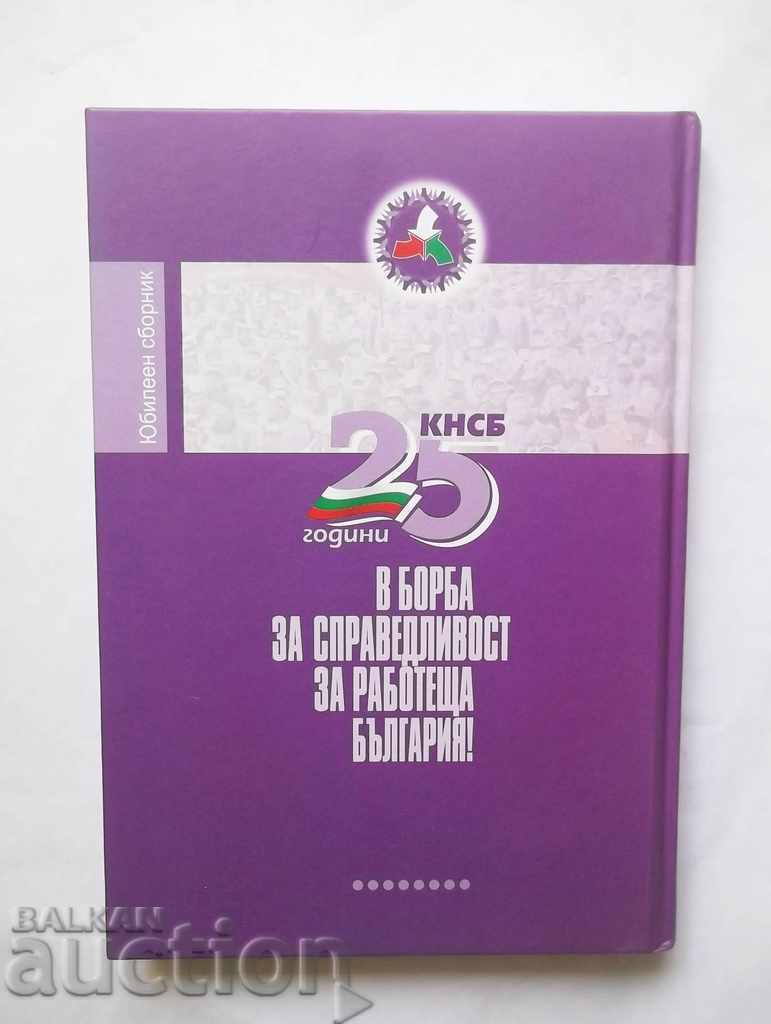 Юбилеен сборник
КНСБ
25
години
В БОРБА
ЗА СПРАВЕДЛИВОСТ
ЗА РАБОТЕЩА
БЪЛГАРИЯ!
BALKAN
auction